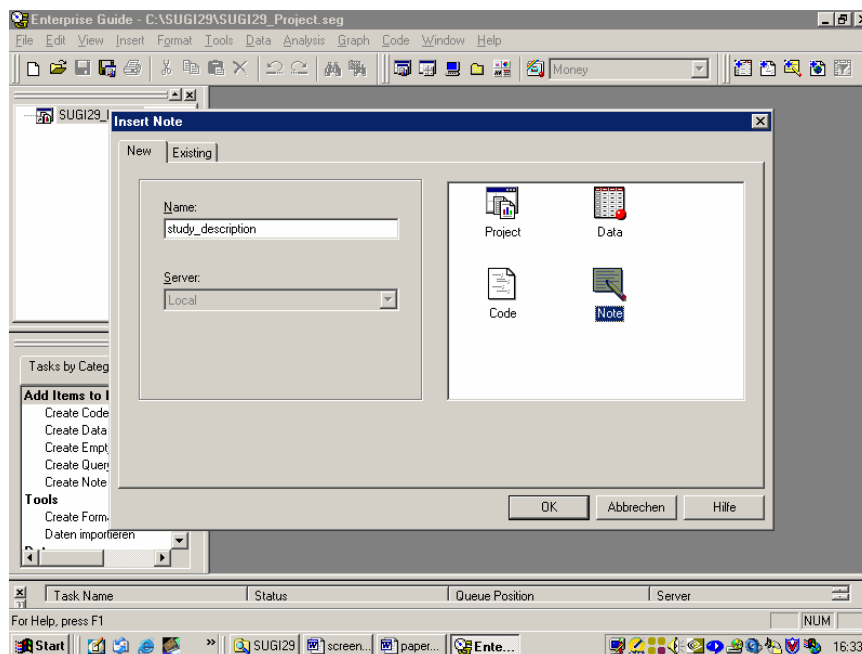 Enterprise Guide - C:\SUGI29\SUGI29_Project.seg
File Edit View Insert Format Tools Data Analysis Graph Code Window Help
Money
SUGI29_
Insert Note
New Existing
Name:
study_description
Server:
Local
Project
Data
Code
Note
Tasks by Categ
Add Items to
Create Code
Create Data
Create Empt
Create Quer
Create Note
Tools
Create Form
Daten importieren
OK Abbrechen Hilfe
Task Name Status Queue Position Server
For Help, press F1
NUM
Start » SUGI29 screen... paper... Ente... 16:33